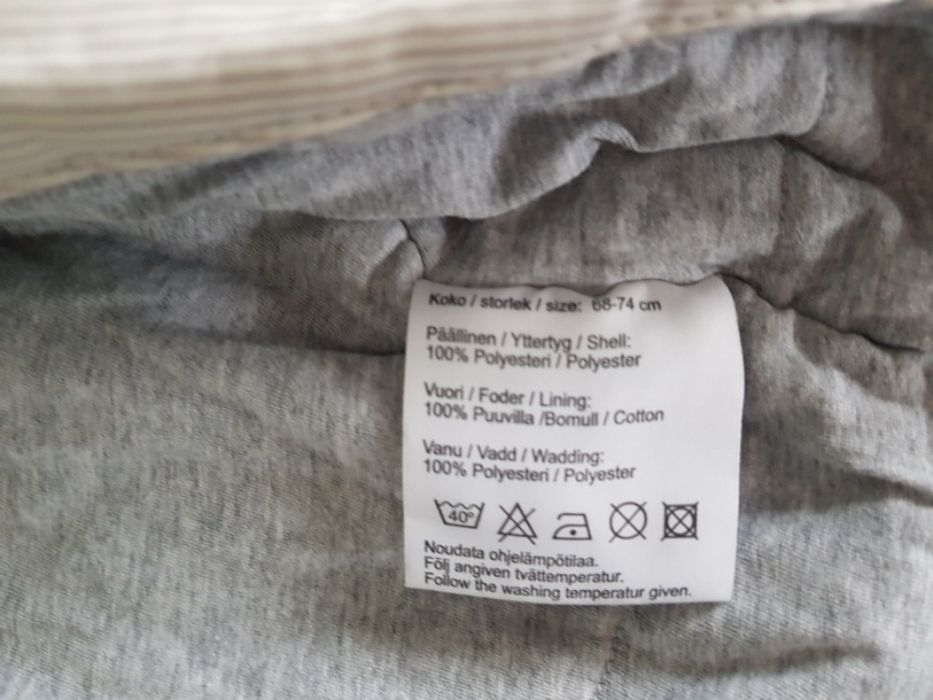 Koko / storlek / size: 68-74 cm
Päällinen / Yttertyg / Shell:
100% Polyesteri / Polyester
Vuori / Foder / Lining:
100% Puuvilla /Bomull / Cotton
Vanu / Vadd / Wadding:
100% Polyesteri / Polyester
40°
Noudata ohjelämpötilaa.
Följ angiven tvättemperatur.
Follow the washing temperatur given.